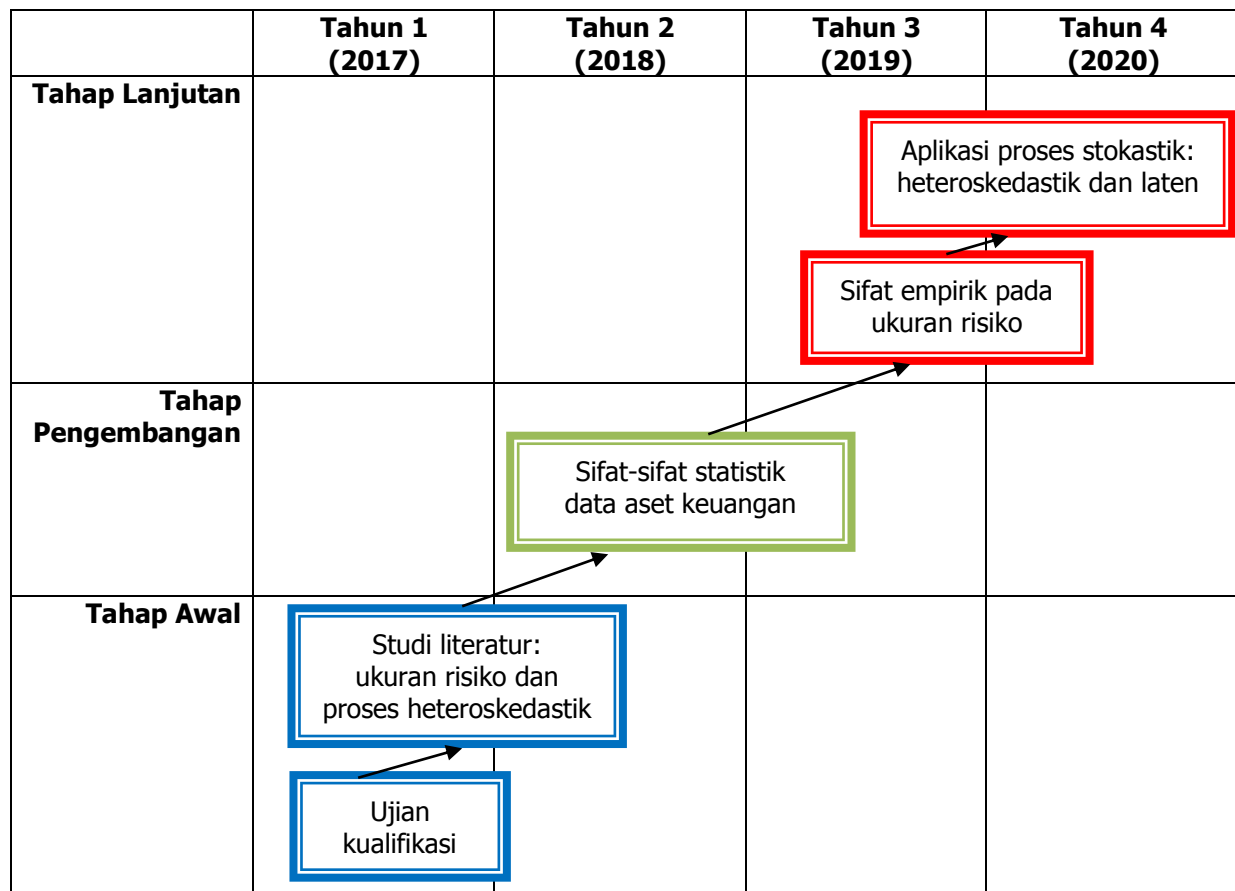 Tahun 1
(2017)
Tahun 2
(2018)
Tahun 3
(2019)
Tahun 4
(2020)
Tahap Lanjutan
Aplikasi proses stokastik:
heteroskedastik dan laten
Sifat empirik pada
ukuran risiko
Tahap
Pengembangan
Sifat-sifat statistik
data aset keuangan
Tahap Awal
Studi literatur:
ukuran risiko dan
proses heteroskedastik
Ujian
kualifikasi